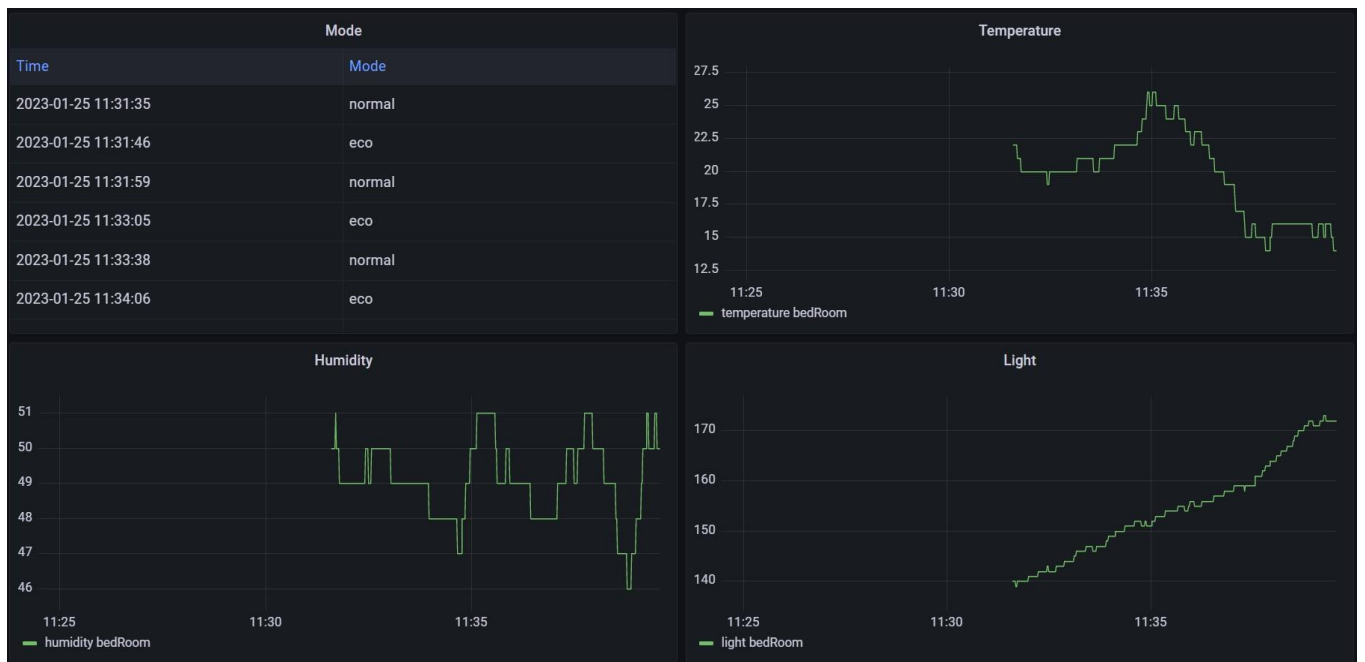 Mode
Time Mode
2023-01-25 11:31:35 normal
2023-01-25 11:31:46 eco
2023-01-25 11:31:59 normal
2023-01-25 11:33:05 eco
2023-01-25 11:33:38 normal
2023-01-25 11:34:06 eco
Temperature
27.5
25
22.5
20
17.5
15
12.5
11:25 11:30 11:35
temperature bedRoom
Humidity
51
50
49
48
47
46
11:25 11:30 11:35
humidity bedRoom
Light
170
160
150
140
11:25 11:30 11:35
light bedRoom